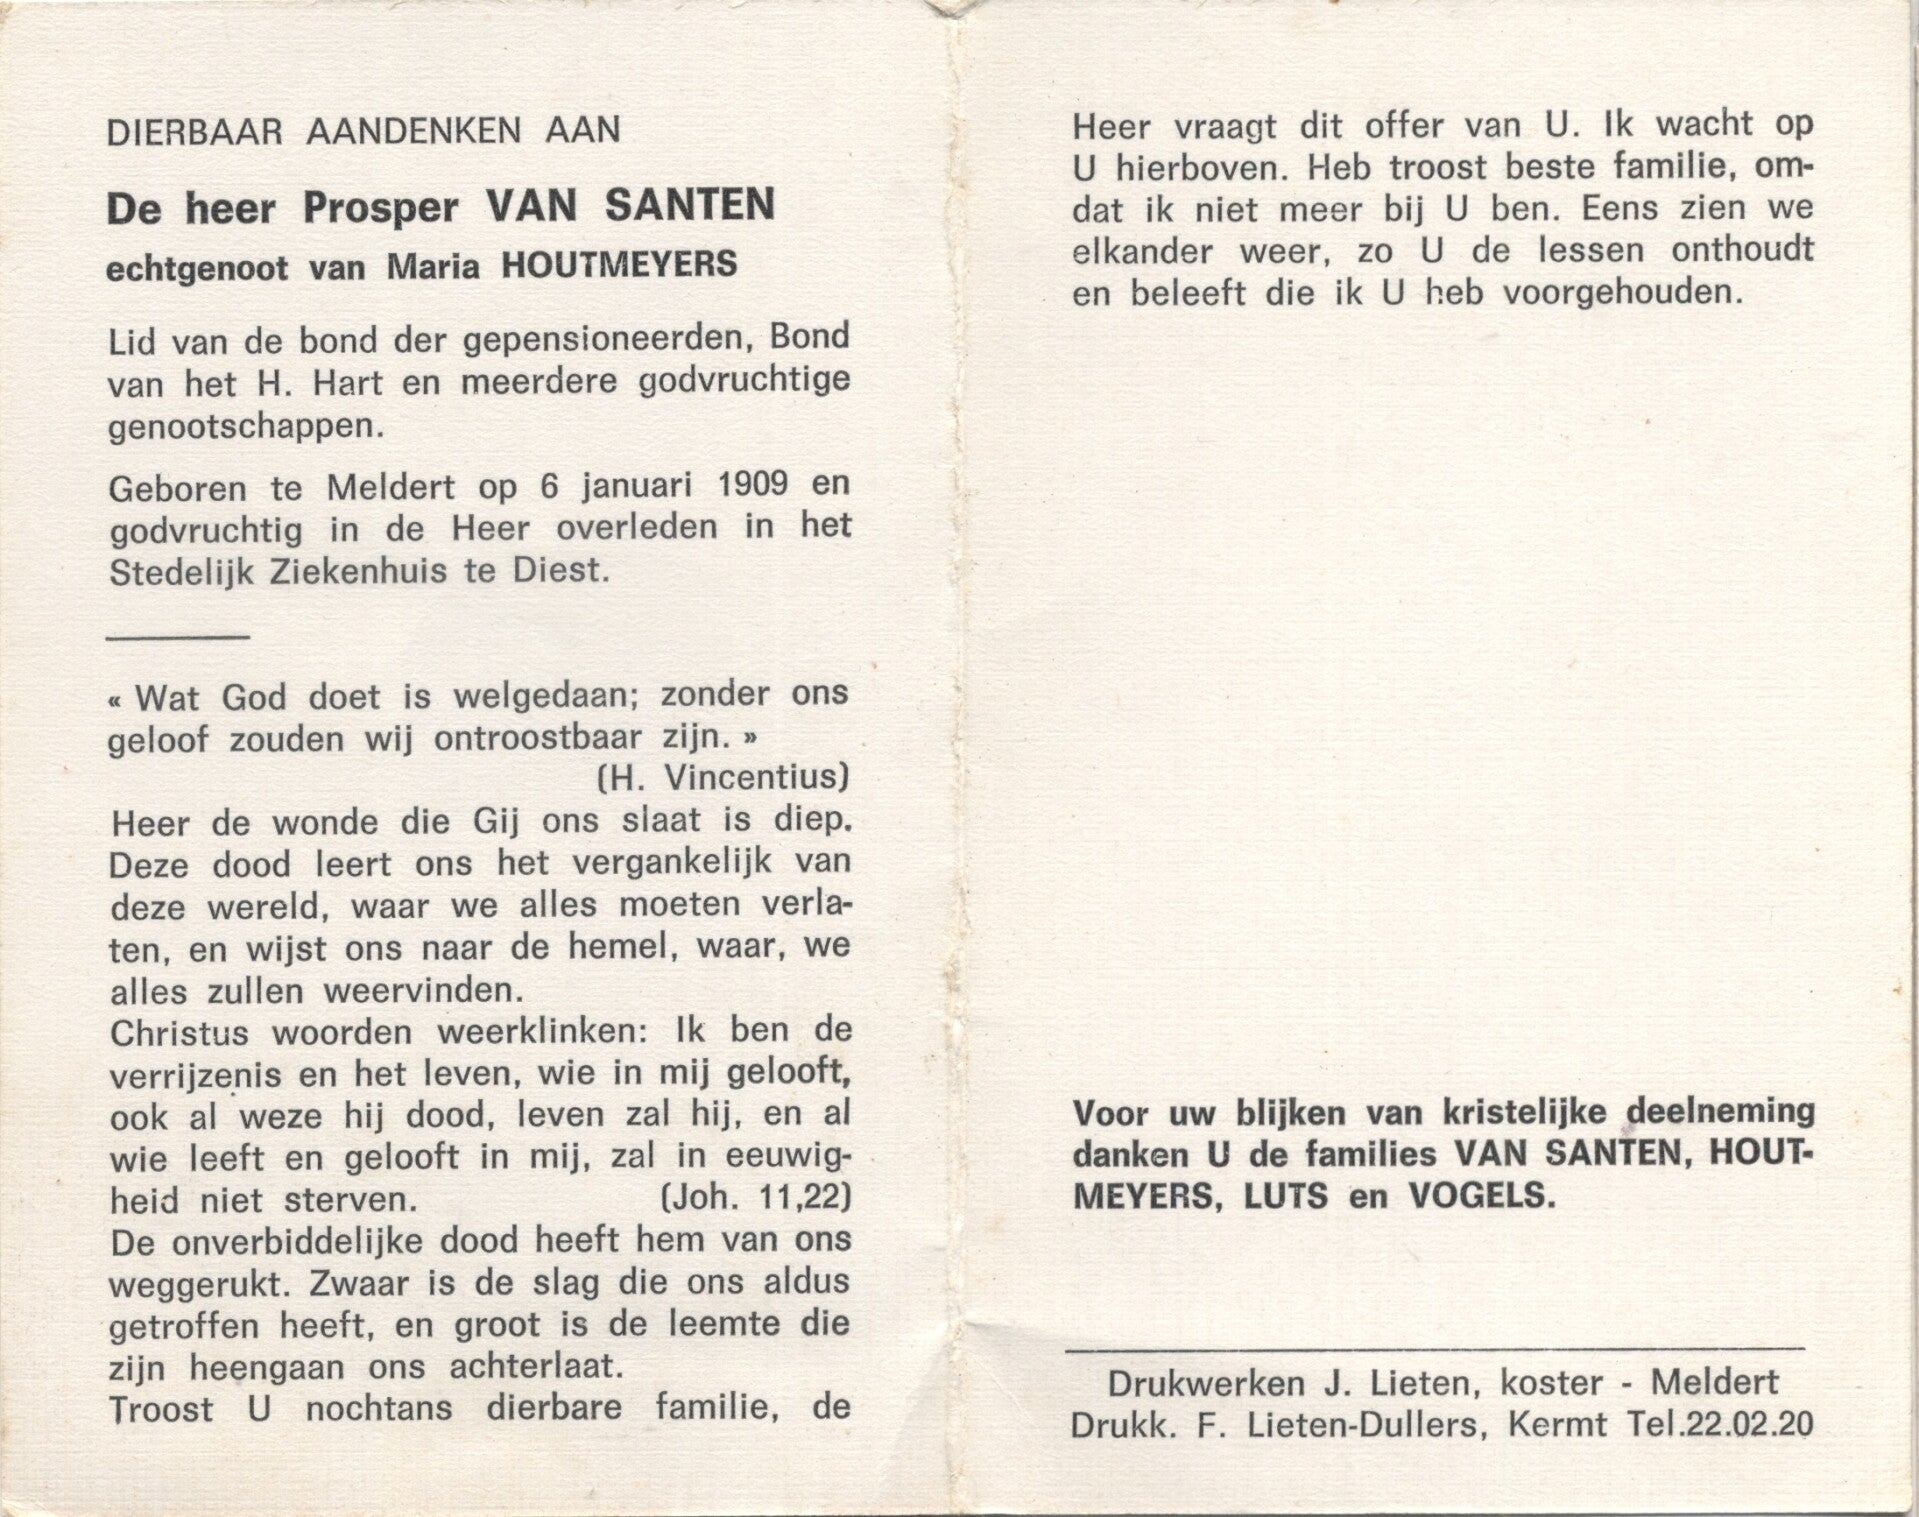 DIERBAAR AANDENKEN AAN
De heer Prosper VAN SANTEN
echtgenoot van Maria HOUTMEYERS
Lid van de bond der gepensioneerden, Bond
van het H. Hart en meerdere godvruchtige
genootschappen.
Geboren te Meldert op 6 januari 1909 en
godvruchtig in de Heer overleden in het
Stedelijk Ziekenhuis te Diest.
« Wat God doet is welgedaan; zonder ons
geloof zouden wij ontroostbaar zijn. »
(H. Vincentius)
Heer de wonde die Gij ons slaat is diep.
Deze dood leert ons het vergankelijk van
deze wereld, waar we alles moeten verla-
ten, en wijst ons naar de hemel, waar, we
alles zullen weervinden.
Christus woorden weerklinken: Ik ben de
verrijzenis en het leven, wie in mij gelooft,
ook al weze hij dood, leven zal hij, en al
wie leeft en gelooft in mij, zal in eeuwig-
heid niet sterven. (Joh. 11,22)
De onverbiddelijke dood heeft hem van ons
weggerukt. Zwaar is de slag die ons aldus
getroffen heeft, en groot is de leemte die
zijn heengaan ons achterlaat.
Troost U nochtans dierbare familie, de
Heer vraagt dit offer van U. Ik wacht op
U hierboven. Heb troost beste familie, om-
dat ik niet meer bij U ben. Eens zien we
elkander weer, zo U de lessen onthoudt
en beleeft die ik U heb voorgehouden.
Voor uw blijken van kristelijke deelneming
danken U de families VAN SANTEN, HOUT-
MEYERS, LUTS en VOGELS.
Drukwerken J. Lieten, koster - Meldert
Drukk. F. Lieten-Dullers, Kermt Tel.22.02.20